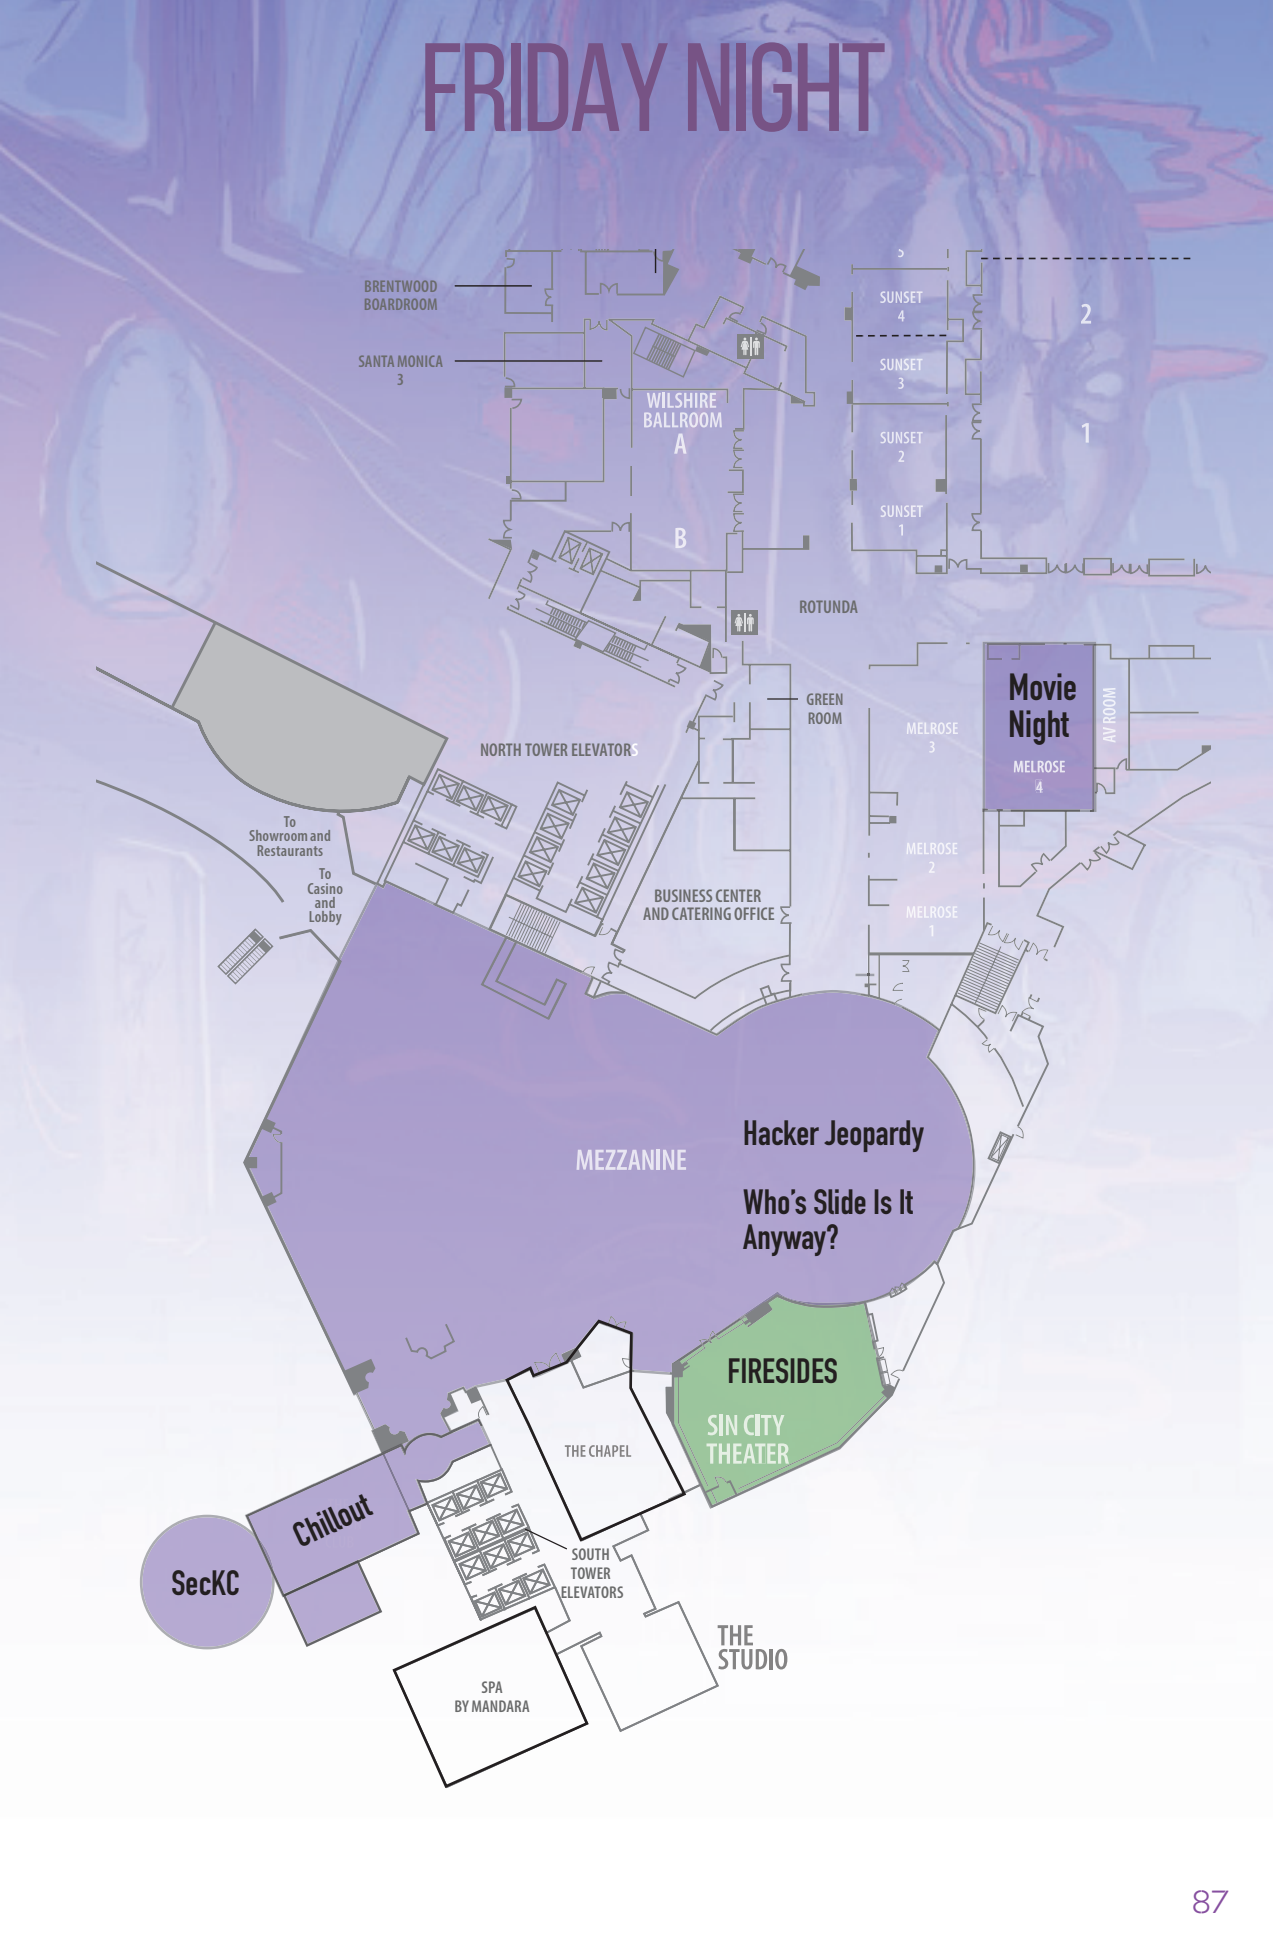 FRIDAY NIGHT
BRENTWOOD
BOARDROOM
SANTA MONICA
3
WILSHIRE
BALLROOM
A
B
5
SUNSET
4
SUNSET
3
SUNSET
2
SUNSET
1
2
1
ROTUNDA
GREEN
ROOM
NORTH TOWER ELEVATORS
Movie
Night
MELROSE
4
AV ROOM
MELROSE
3
MELROSE
2
MELROSE
1
To
Showroom and
Restaurants
To
Casino
and
Lobby
BUSINESS CENTER
AND CATERING OFFICE
MEZZANINE
Hacker Jeopardy
Who's Slide Is It
Anyway?
FIRESIDES
SIN CITY
THEATER
THE CHAPEL
Chillout
SecKC
SOUTH
TOWER
ELEVATORS
THE
STUDIO
SPA
BY MANDARA
87